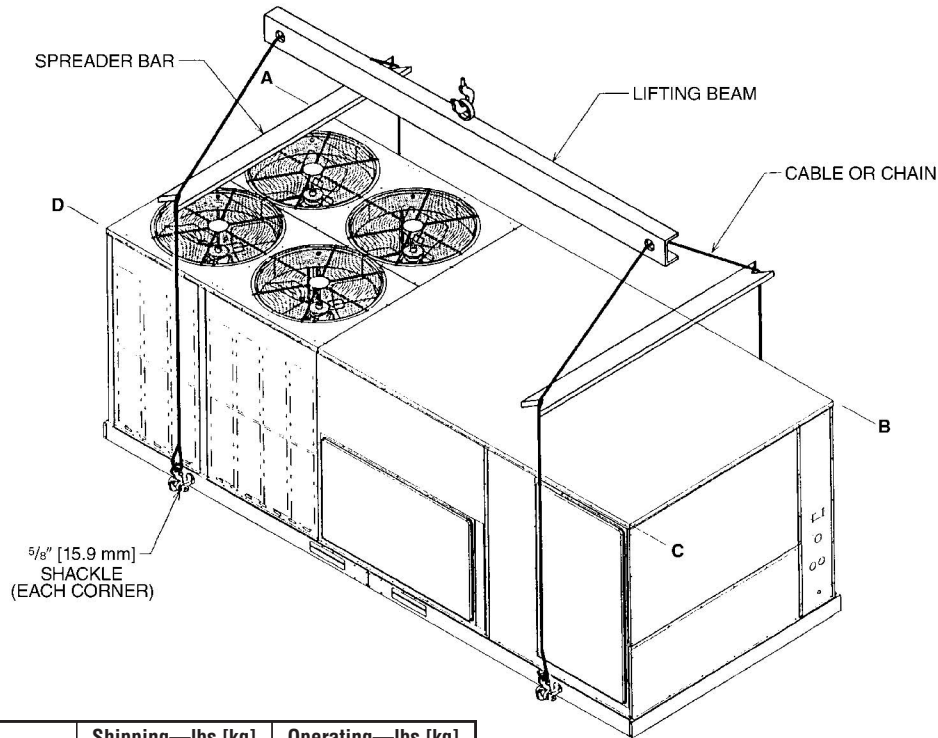 SPREADER BAR
A
LIFTING BEAM
CABLE OR CHAIN
D
B
C
5/8" [15.9 mm]
SHACKLE
(EACH CORNER)
Shipping—lbs [kg] Operating—lbs [kg]